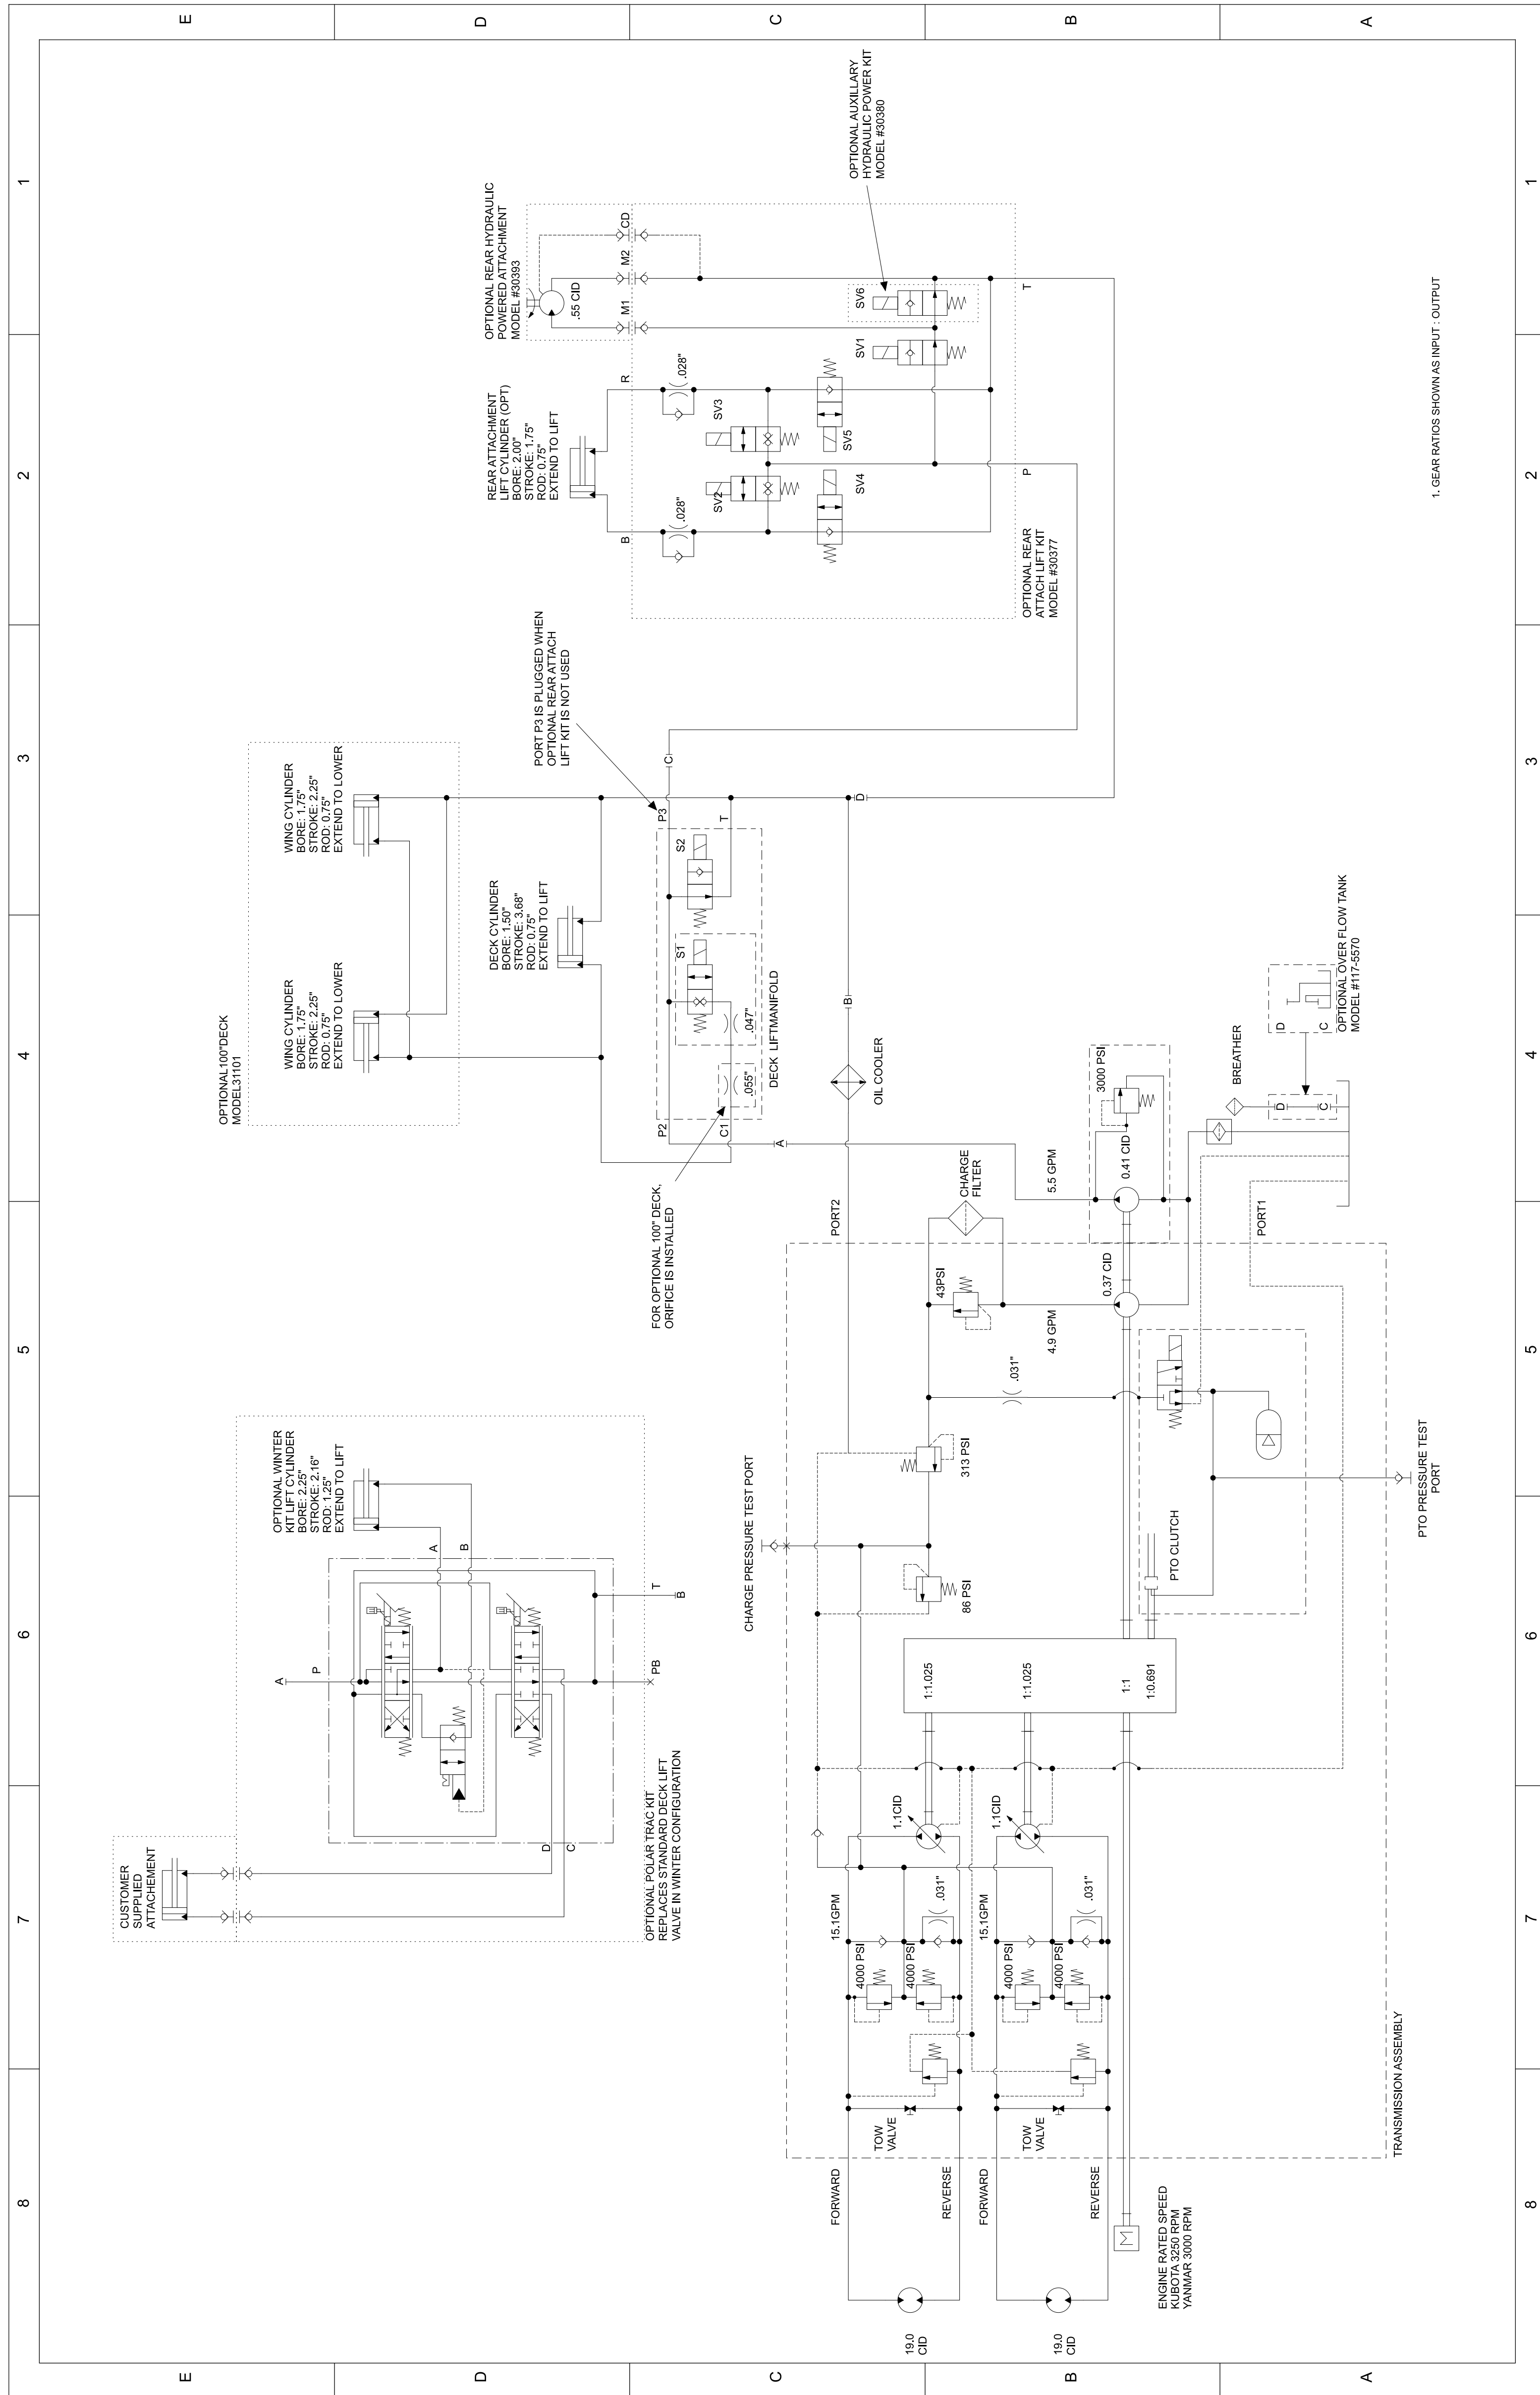 8
7
6
5
4
3
2
1
E
D
C
B
A
CUSTOMER
SUPPLIED
ATTACHEMENT
OPTIONAL WINTER
KIT LIFT CYLINDER
BORE: 2.25"
STROKE: 2.16"
ROD: 1.25"
EXTEND TO LIFT
A
P
A
B
T
B
PB
D
C
OPTIONAL POLAR TRAC KIT
REPLACES STANDARD DECK LIFT
VALVE IN WINTER CONFIGURATION
OPTIONAL100"DECK
MODEL31101
WING CYLINDER
BORE: 1.75"
STROKE: 2.25"
ROD: 0.75"
EXTEND TO LOWER
WING CYLINDER
BORE: 1.75"
STROKE: 2.25"
ROD: 0.75"
EXTEND TO LOWER
DECK CYLINDER
BORE: 1.50"
STROKE: 3.68"
ROD: 0.75"
EXTEND TO LIFT
PORT P3 IS PLUGGED WHEN
OPTIONAL REAR ATTACH
LIFT KIT IS NOT USED
FOR OPTIONAL 100" DECK,
ORIFICE IS INSTALLED
P2
C1
.055"
S1
.047"
S2
P3
T
C
DECK LIFTMANIFOLD
A
B
D
OIL COOLER
REAR ATTACHMENT
LIFT CYLINDER (OPT)
BORE: 2.00"
STROKE: 1.75"
ROD: 0.75"
EXTEND TO LIFT
OPTIONAL REAR HYDRAULIC
POWERED ATTACHMENT
MODEL #30393
.55 CID
B
R
M1
M2
CD
.028"
.028"
SV2
SV3
SV4
SV5
SV1
SV6
P
T
OPTIONAL AUXILLARY
HYDRAULIC POWER KIT
MODEL #30380
OPTIONAL REAR
ATTACH LIFT KIT
MODEL #30377
CHARGE PRESSURE TEST PORT
PORT2
CHARGE
FILTER
43PSI
313 PSI
86 PSI
.031"
4.9 GPM
0.37 CID
5.5 GPM
0.41 CID
3000 PSI
BREATHER
D
C
D
C
OPTIONAL OVER FLOW TANK
MODEL #117-5570
PORT1
PTO CLUTCH
PTO PRESSURE TEST
PORT
1:1.025
1:1.025
1:1
1:0.691
1.1CID
1.1CID
15.1GPM
4000 PSI
4000 PSI
.031"
15.1GPM
4000 PSI
4000 PSI
.031"
TOW
VALVE
TOW
VALVE
FORWARD
REVERSE
FORWARD
REVERSE
19.0
CID
19.0
CID
M
ENGINE RATED SPEED
KUBOTA 3250 RPM
YANMAR 3000 RPM
TRANSMISSION ASSEMBLY
1. GEAR RATIOS SHOWN AS INPUT : OUTPUT
E
D
C
B
A
8
7
6
5
4
3
2
1